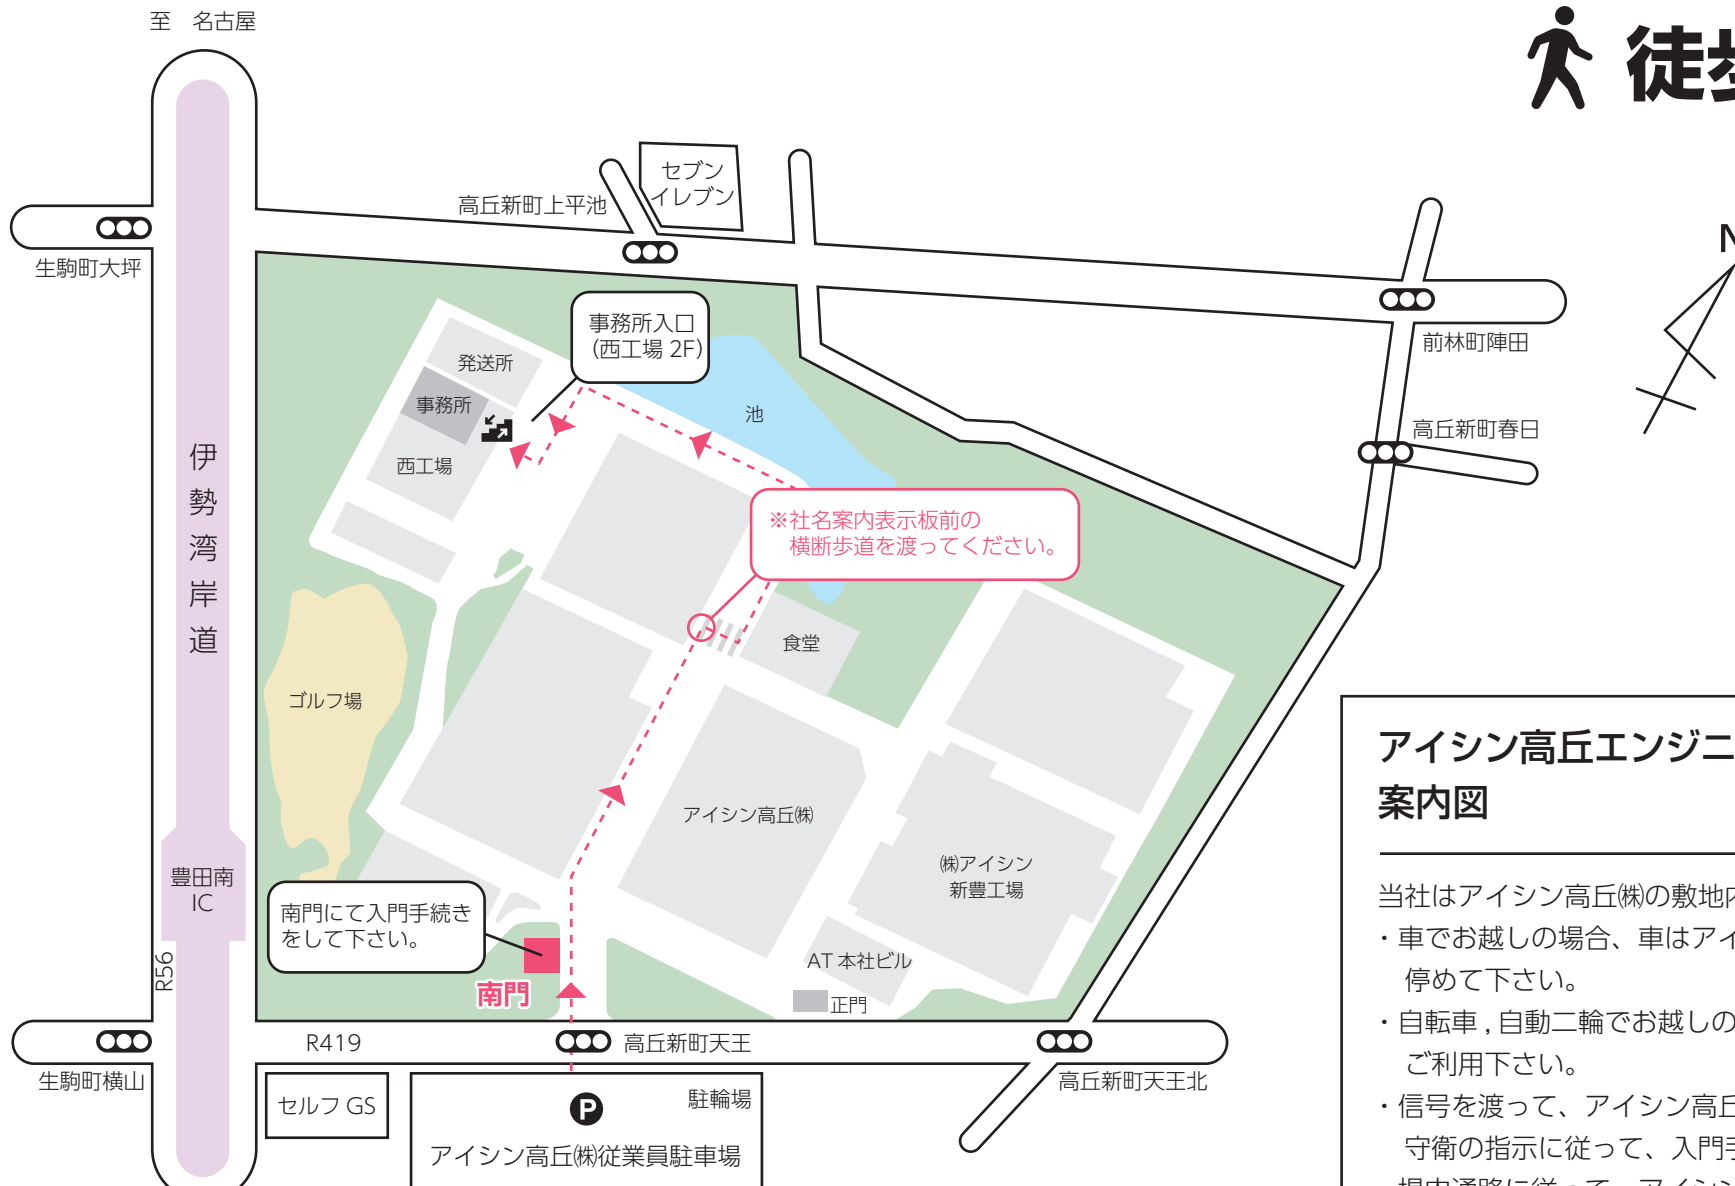 至　名古屋
徒歩
セブン
イレブン
高丘新町上平池
生駒町大坪
N
事務所入口
（西工場 2F）
前林町陣田
発送所
事務所
池
高丘新町春日
西工場
伊勢湾岸道
※社名案内表示板前の
横断歩道を渡ってください。
食堂
ゴルフ場
アイシン高丘㈱
㈱アイシン
新豊工場
豊田南
IC
南門にて入門手続き
をして下さい。
R56
南門
AT 本社ビル
正門
R419
高丘新町天王
生駒町横山
高丘新町天王北
セルフ GS
P
駐輪場
アイシン高丘㈱従業員駐車場
アイシン高丘エンジニ
案内図
当社はアイシン高丘㈱の敷地内
・車でお越しの場合、車はアイ
停めて下さい。
・自転車，自動二輪でお越しの
ご利用下さい。
・信号を渡って、アイシン高丘
守衛の指示に従って、入門手